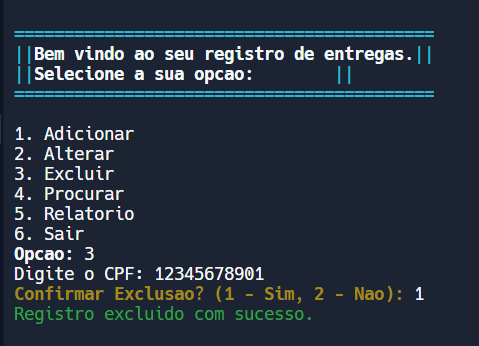 ==========================================
||Bem vindo ao seu registro de entregas.||
||Selecione a sua opcao:        ||
==========================================
1. Adicionar
2. Alterar
3. Excluir
4. Procurar
5. Relatorio
6. Sair
Opcao: 3
Digite o CPF: 12345678901
Confirmar Exclusao? (1 - Sim, 2 - Nao): 1
Registro excluido com sucesso.